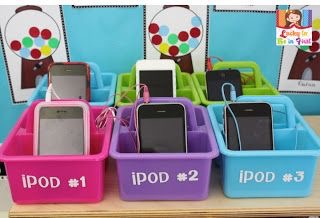 Lucky to
Be in First
iPOD #1
iPOD #2
iPOD #3